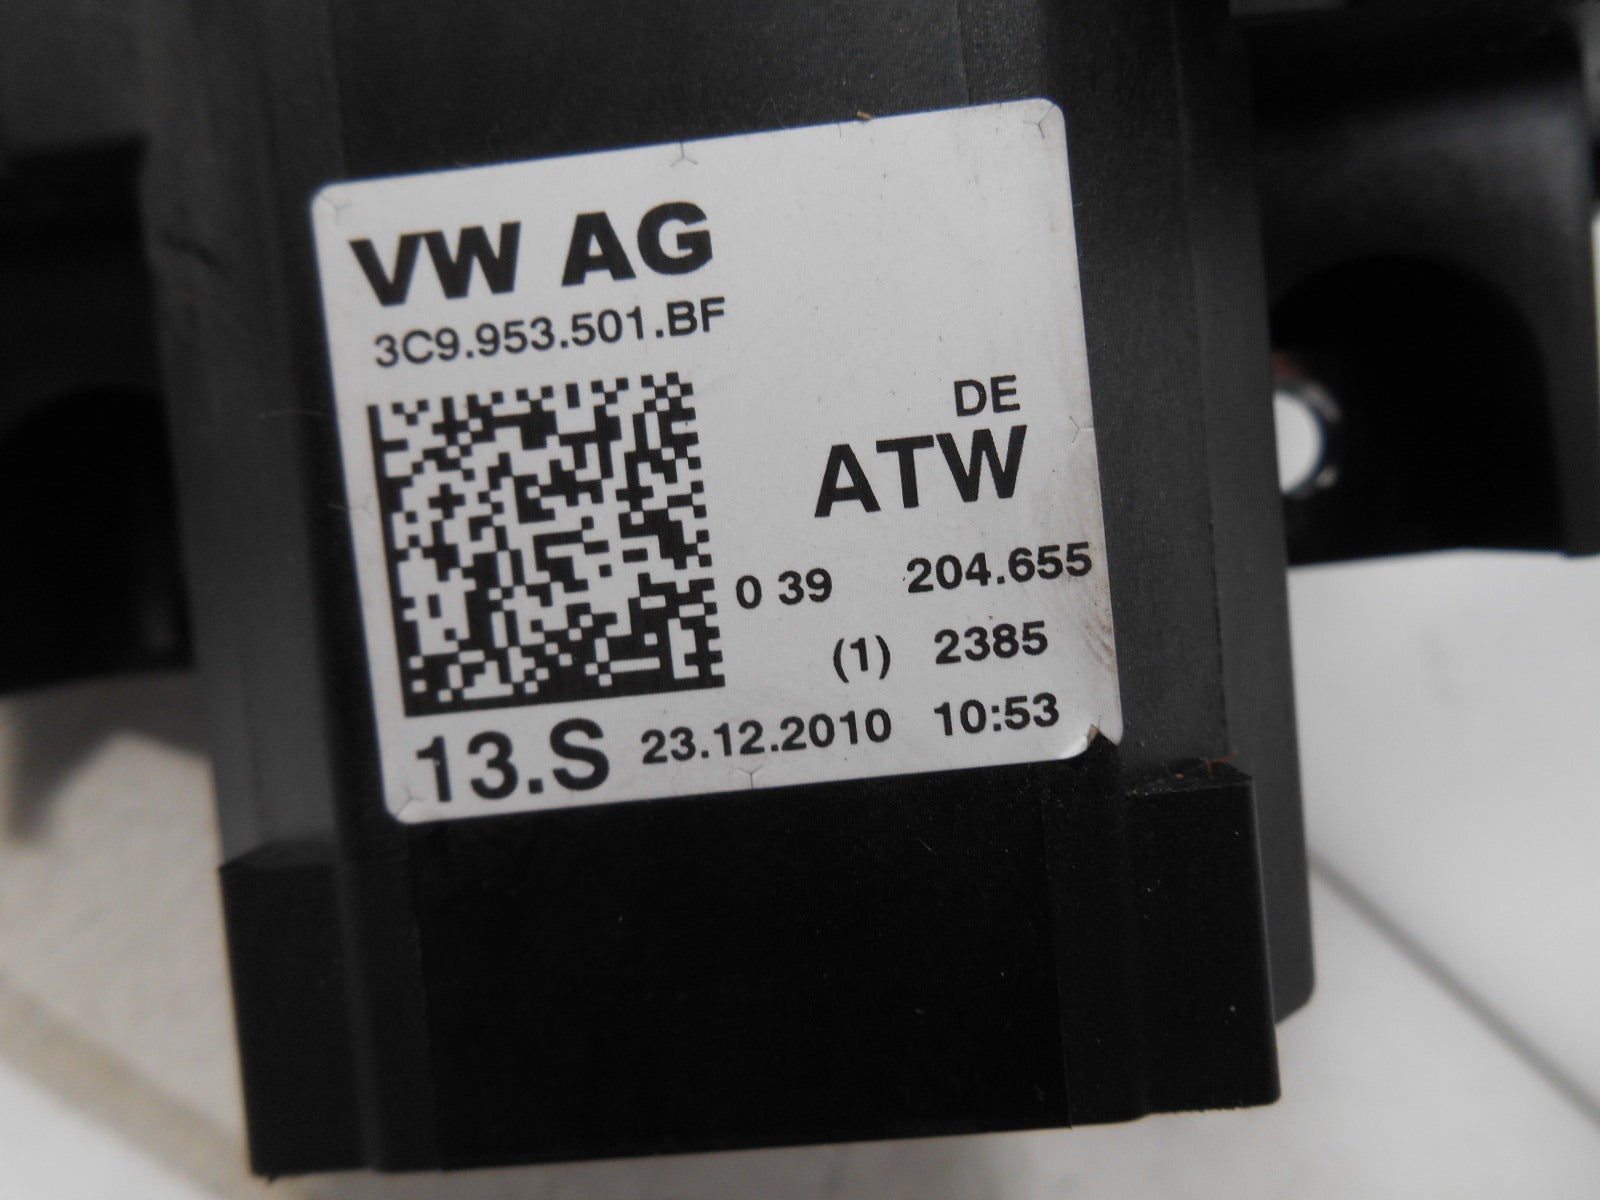 VW AG
3C9.953.501.BF
DE
ATW
0 39 204.655
(1) 2385
13.S 23.12.2010 10:53